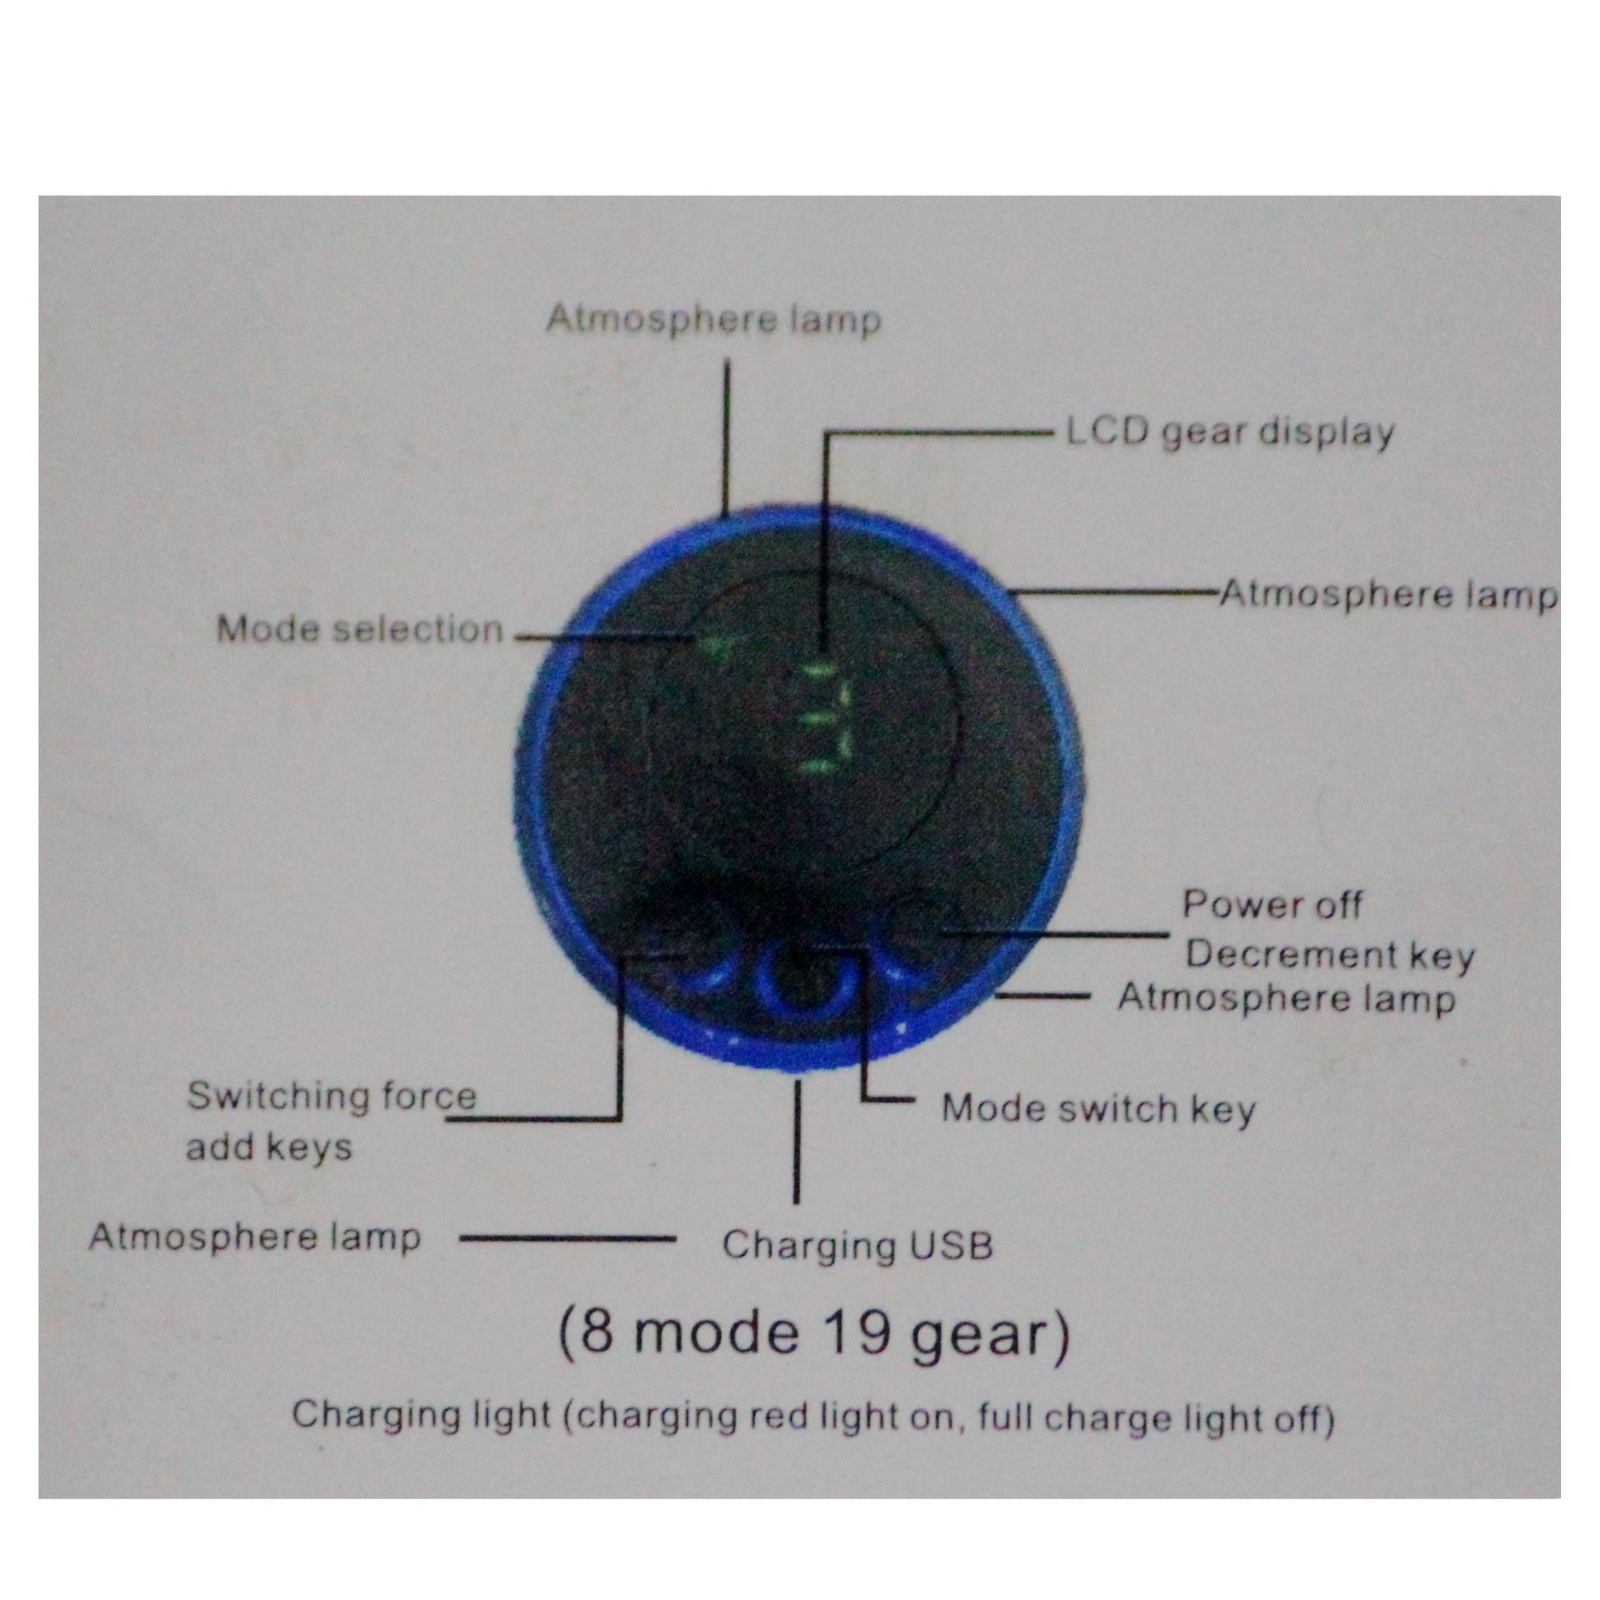 Atmosphere lamp
LCD gear display
Atmosphere lamp
Mode selection
3
Power off
Decrement key
Atmosphere lamp
Switching force
add keys
Mode switch key
Atmosphere lamp
Charging USB
(8 mode 19 gear)
Charging light (charging red light on, full charge light off)